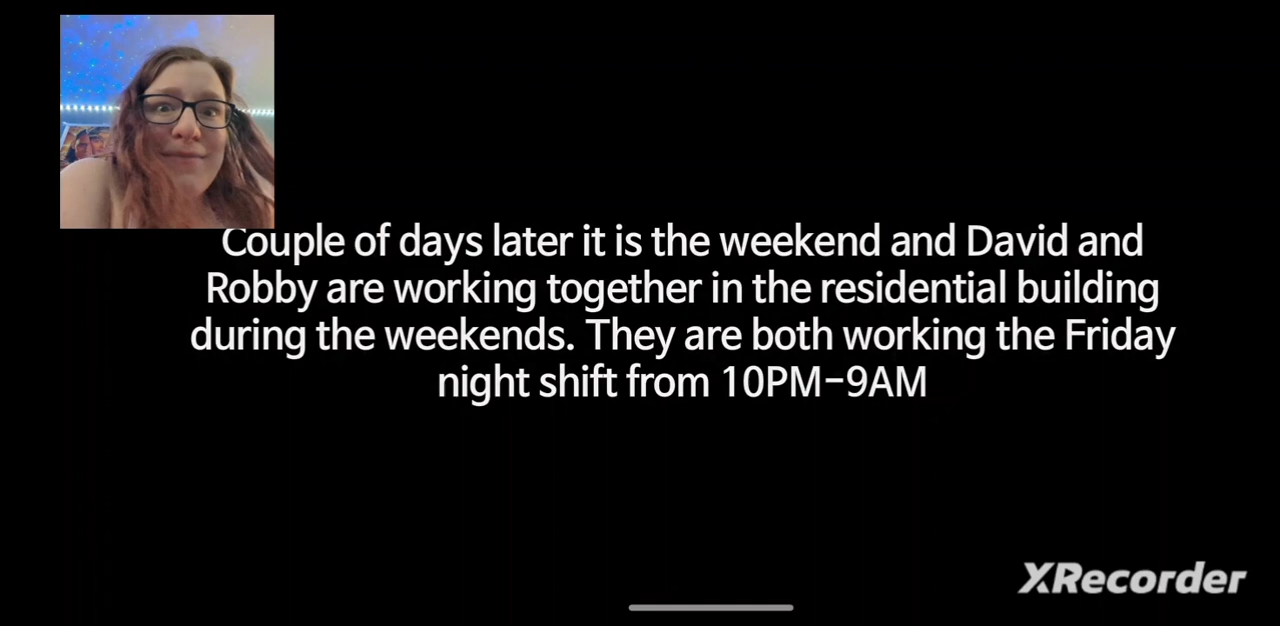 Couple of days later it is the weekend and David and
Robby are working together in the residential building
during the weekends. They are both working the Friday
night shift from 10PM-9AM
XRecorder